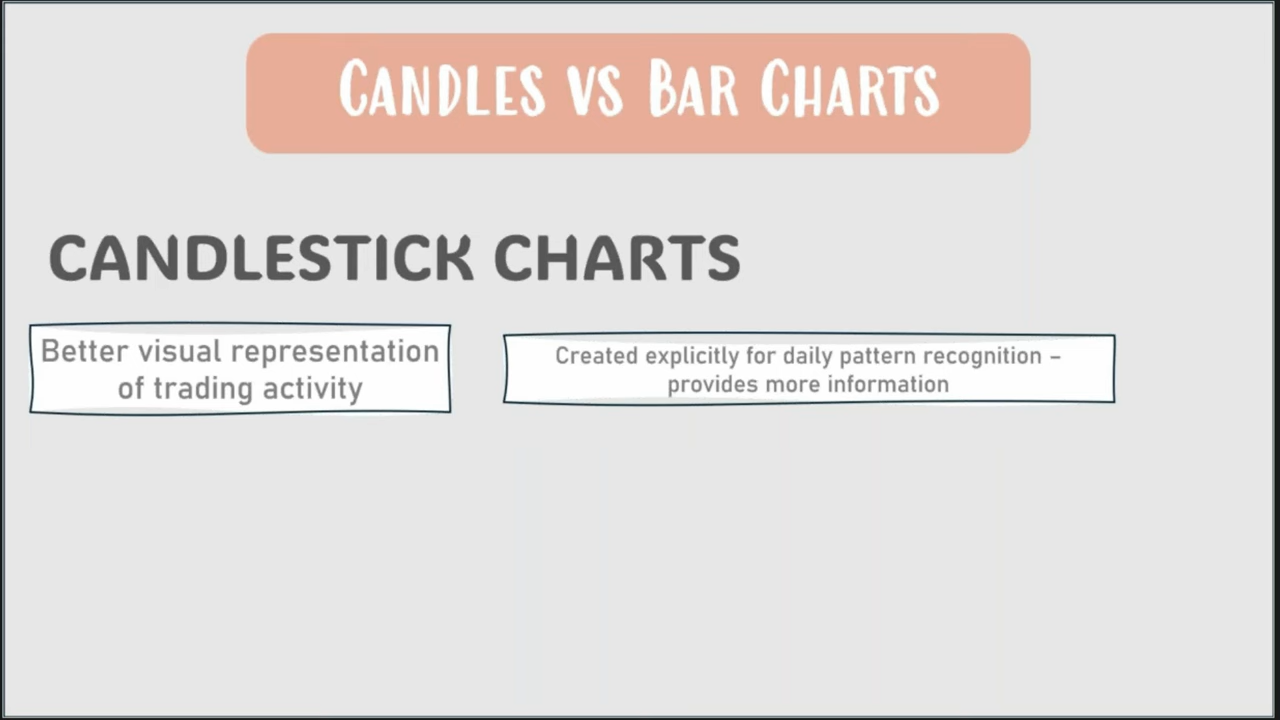 CANDLES VS BAR CHARTS
CANDLESTICK CHARTS
Better visual representation
of trading activity
Created explicitly for daily pattern recognition –
provides more information